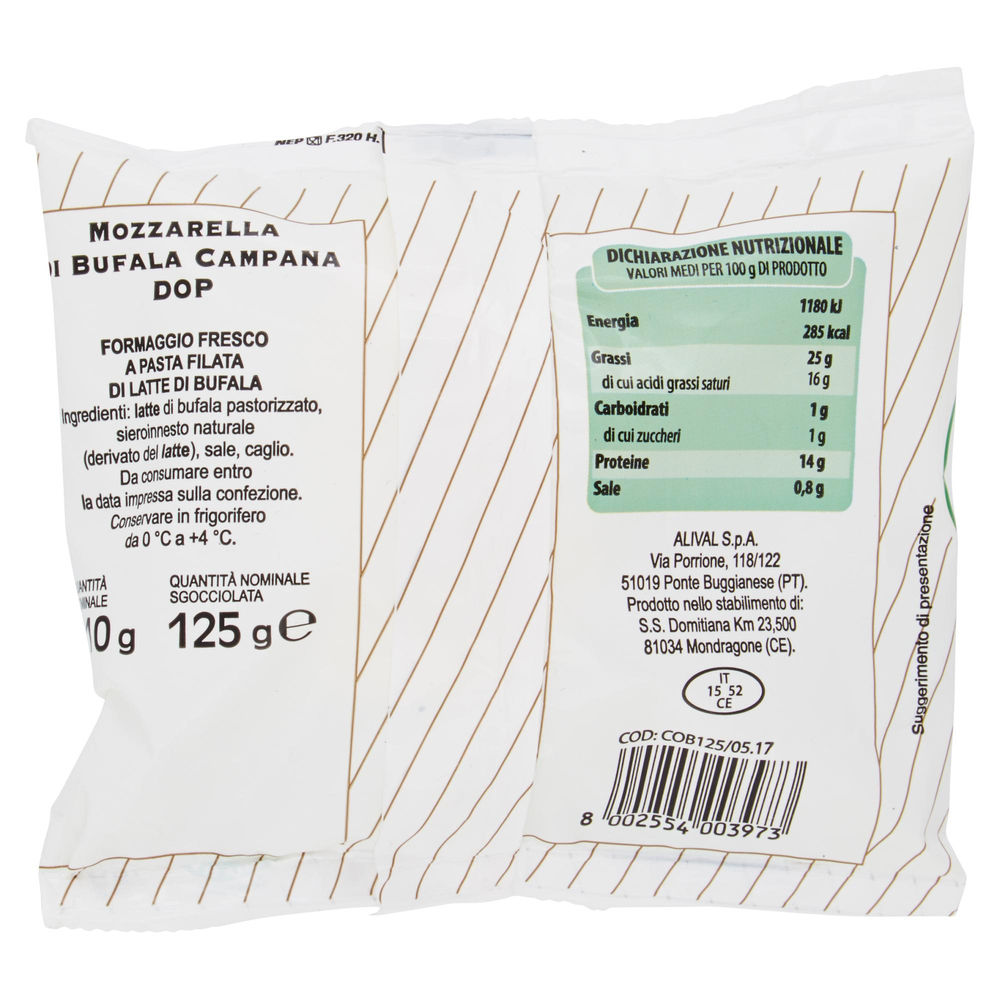 NEP F.320 H.
MOZZARELLA
DI BUFALA CAMPANA
DOP
FORMAGGIO FRESCO
A PASTA FILATA
DI LATTE DI BUFALA
Ingredienti: latte di bufala pastorizzato,
sieroinnesto naturale
(derivato del latte), sale, caglio.
Da consumare entro
la data impressa sulla confezione.
Conservare in frigorifero
da 0 °C a +4 °C.
QUANTITÀ NOMINALE
SGOCCIOLATA
125 g ℮
DICHIARAZIONE NUTRIZIONALE
VALORI MEDI PER 100 g DI PRODOTTO
Energia 1180 kJ
285 kcal
Grassi 25 g
di cui acidi grassi saturi 16 g
Carboidrati 1 g
di cui zuccheri 1 g
Proteine 14 g
Sale 0,8 g
ALIVAL S.p.A.
Via Porrione, 118/122
51019 Ponte Buggianese (PT).
Prodotto nello stabilimento di:
S.S. Domitiana Km 23,500
81034 Mondragone (CE).
IT
15 52
CE
COD: COB125/05.17
8 002554 003973
Suggerimento di presentazione